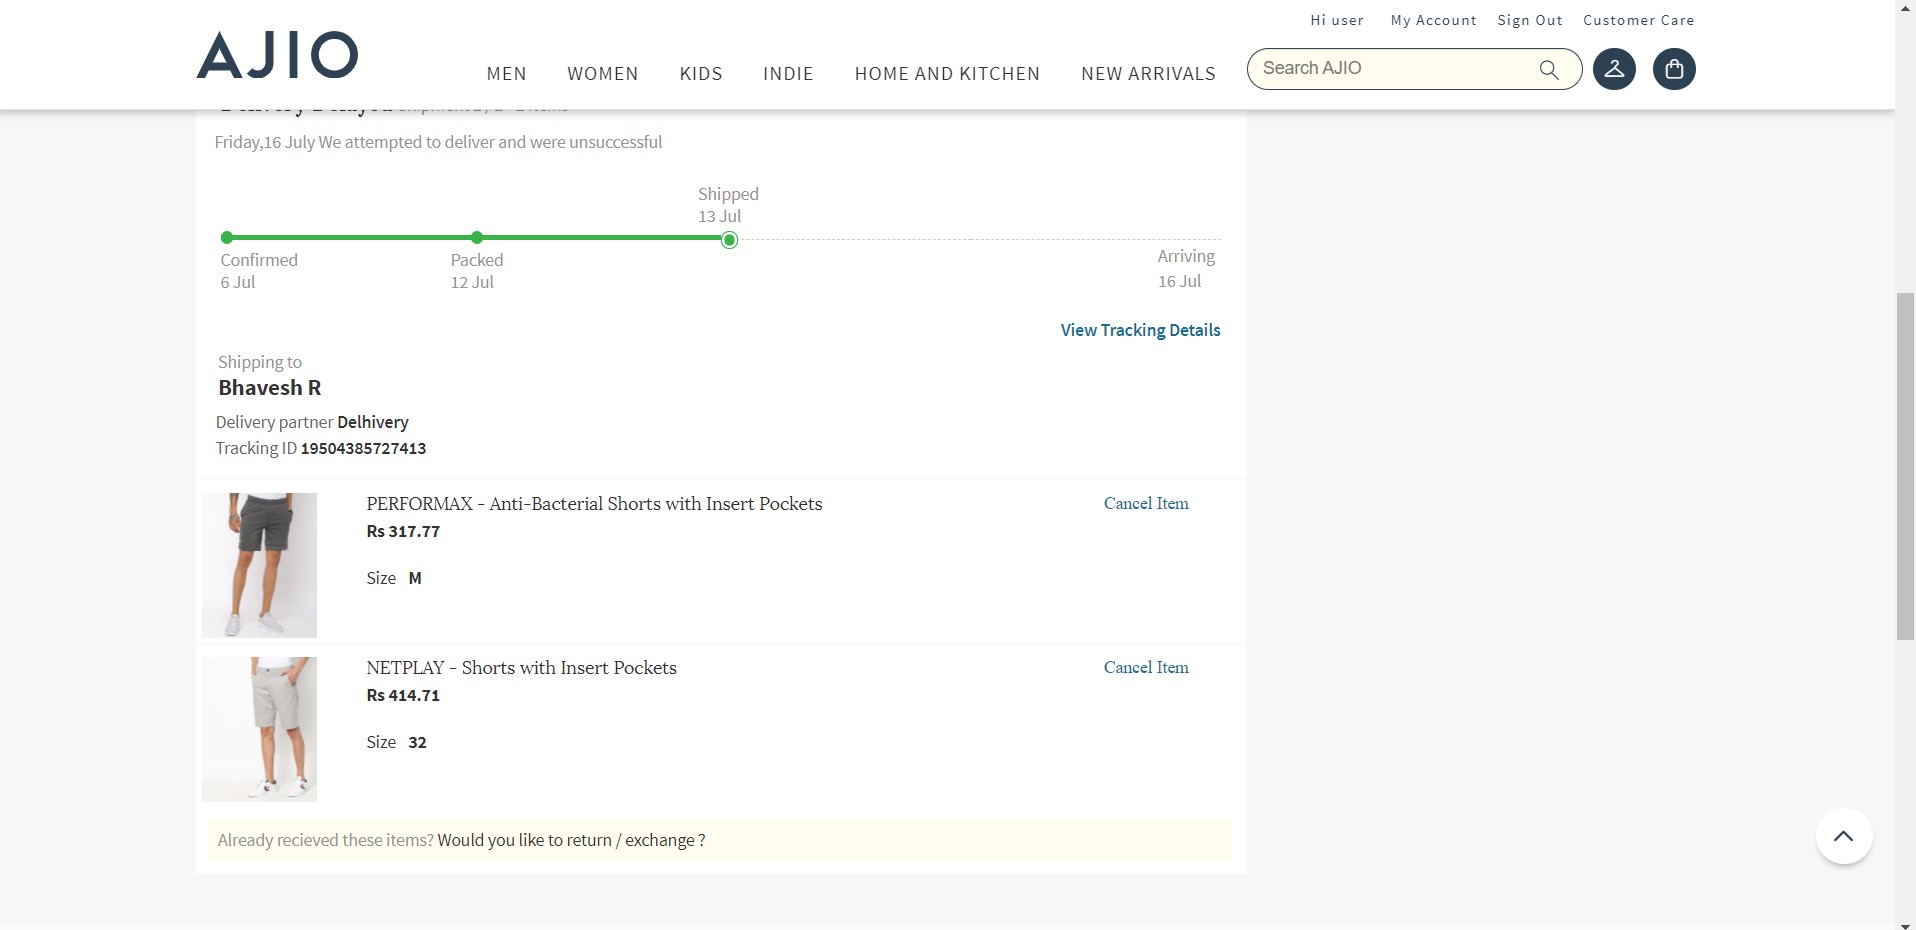 Hi user My Account Sign Out Customer Care
AJIO
MEN WOMEN KIDS INDIE HOME AND KITCHEN NEW ARRIVALS
Search AJIO
Delivery Delayed
Friday,16 July We attempted to deliver and were unsuccessful
Shipped
13 Jul
Confirmed
6 Jul
Packed
12 Jul
Arriving
16 Jul
View Tracking Details
Shipping to
Bhavesh R
Delivery partner Delhivery
Tracking ID 19504385727413
PERFORMAX - Anti-Bacterial Shorts with Insert Pockets
Cancel Item
Rs 317.77
Size M
NETPLAY - Shorts with Insert Pockets
Cancel Item
Rs 414.71
Size 32
Already recieved these items? Would you like to return / exchange ?